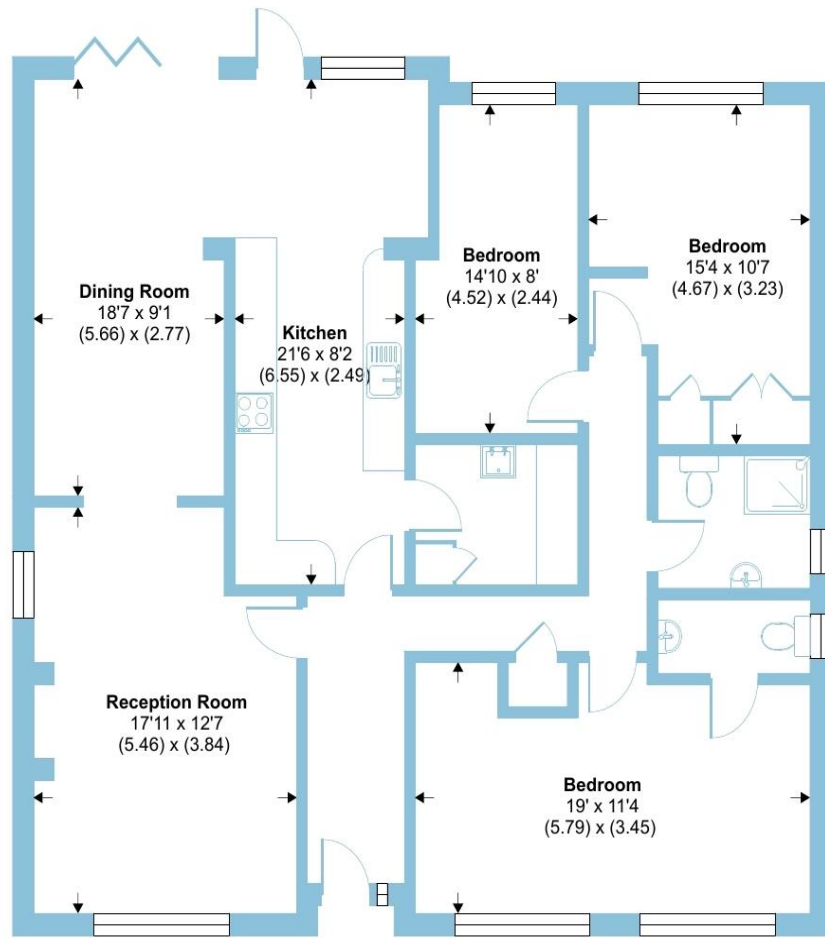 Dining Room
18'7 x 9'1
(5.66) x (2.77)
Kitchen
21'6 x 8'2
(6.55) x (2.49)
Bedroom
14'10 x 8'
(4.52) x (2.44)
Bedroom
15'4 x 10'7
(4.67) x (3.23)
Reception Room
17'11 x 12'7
(5.46) x (3.84)
Bedroom
19' x 11'4
(5.79) x (3.45)